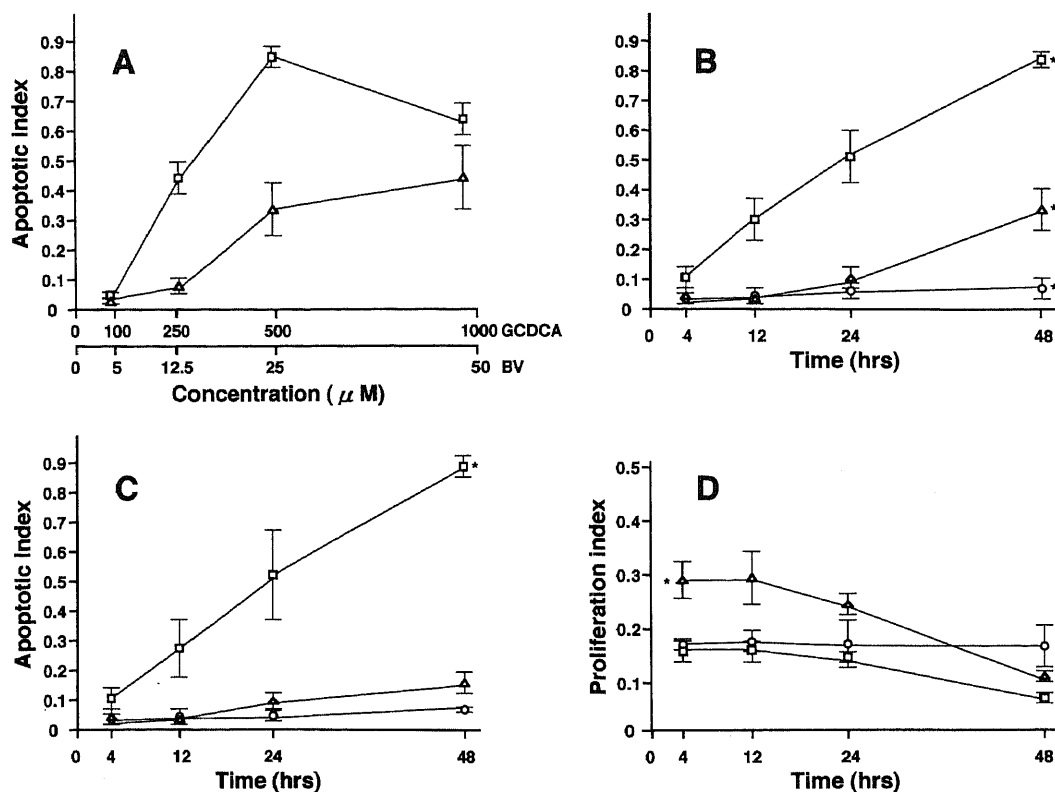 A
Apoptotic Index
0.9
0.8
0.7
0.6
0.5
0.4
0.3
0.2
0.1
0
0 100 250 500 1000 GCDCA
0 5 12.5 25 50 BV
Concentration ( μ M)
B
0.9
0.8
0.7
0.6
0.5
0.4
0.3
0.2
0.1
0
*
*
*
0 4 12 24 48
Time (hrs)
C
Apoptotic Index
0.9
0.8
0.7
0.6
0.5
0.4
0.3
0.2
0.1
0
*
0 4 12 24 48
Time (hrs)
D
Proliferation index
0.5
0.4
0.3
0.2
0.1
0
*
0 4 12 24 48
Time (hrs)